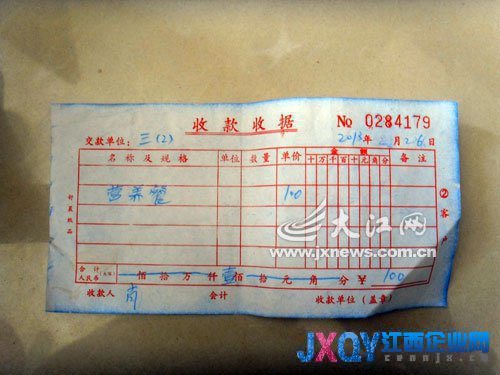 收款收据 No 0284179
交款单位: 三(2) 2013年 2月26日
名称及规格 单位 数量 单价 金额 十万千百十元角分 备注
营养餐 100
②客户
大江网
www.jxnews.com.cn
合计人民币(大写) 佰拾万仟壹佰拾元角分 ¥ 100
收款人 会计 收款单位(盖章)
JXQY江西企业网